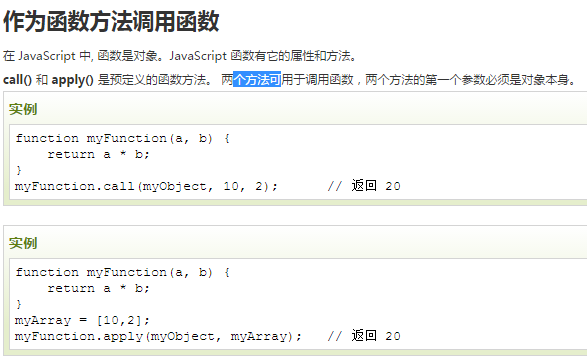 作为函数方法调用函数
在 JavaScript 中, 函数是对象。JavaScript 函数有它的属性和方法。
call() 和 apply() 是预定义的函数方法。 两个方法可用于调用函数，两个方法的第一个参数必须是对象本身。
实例
function myFunction(a, b) {
    return a * b;
}
myFunction.call(myObject, 10, 2);      // 返回 20
实例
function myFunction(a, b) {
    return a * b;
}
myArray = [10,2];
myFunction.apply(myObject, myArray);   // 返回 20